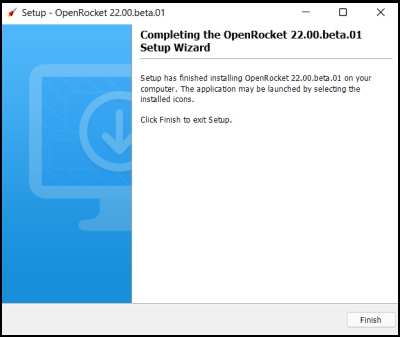 Setup - OpenRocket 22.00.beta.01
Completing the OpenRocket 22.00.beta.01
Setup Wizard
Setup has finished installing OpenRocket 22.00.beta.01 on your
computer. The application may be launched by selecting the
installed icons.
Click Finish to exit Setup.
Finish